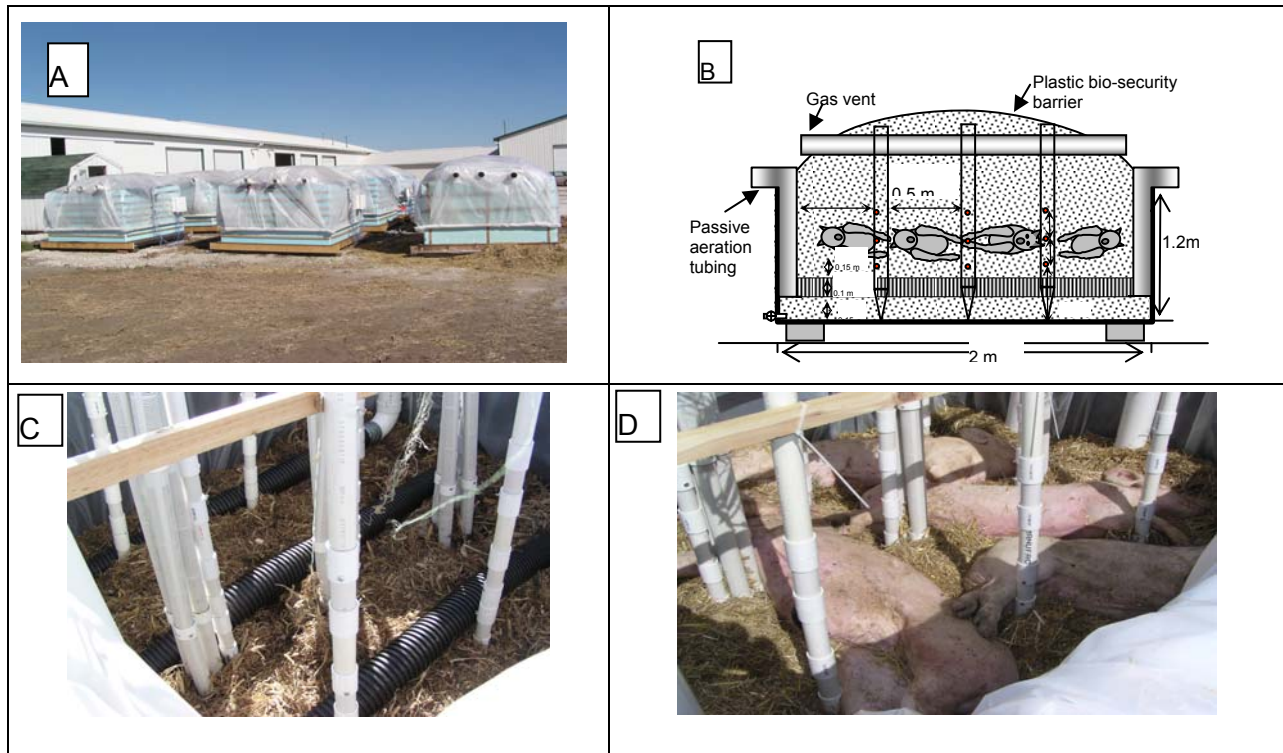 A
B
Gas vent
Plastic bio-security
barrier
0.5 m
Passive
aeration
tubing
1.2m
0.15 m
0.1 m
2 m
C
D